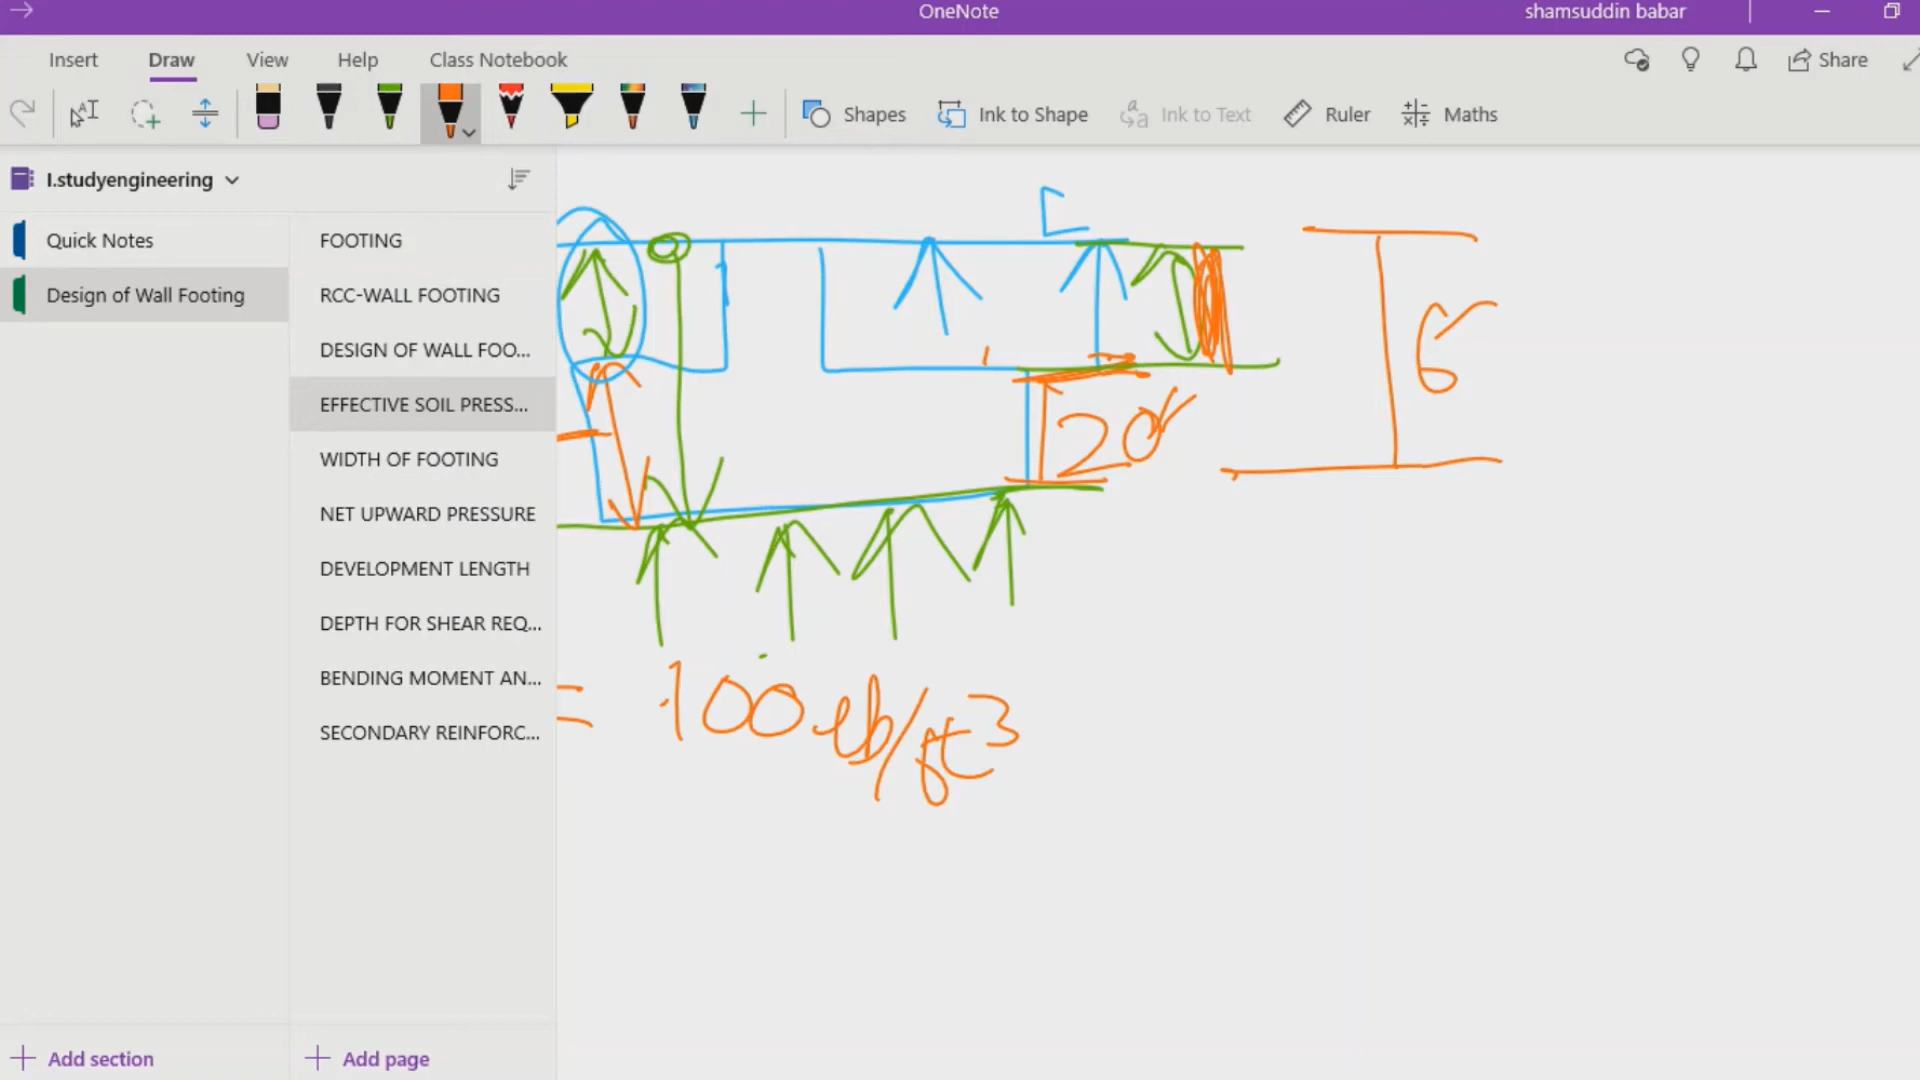 OneNote
shamsuddin babar
Insert
Draw
View
Help
Class Notebook
Share
Shapes
Ink to Shape
Ink to Text
Ruler
Maths
I.studyengineering
Quick Notes
Design of Wall Footing
FOOTING
RCC-WALL FOOTING
DESIGN OF WALL FOO...
EFFECTIVE SOIL PRESS...
WIDTH OF FOOTING
NET UPWARD PRESSURE
DEVELOPMENT LENGTH
DEPTH FOR SHEAR REQ...
BENDING MOMENT AN...
SECONDARY REINFORC...
6
20"
= 100 lb/ft3
Add section
Add page